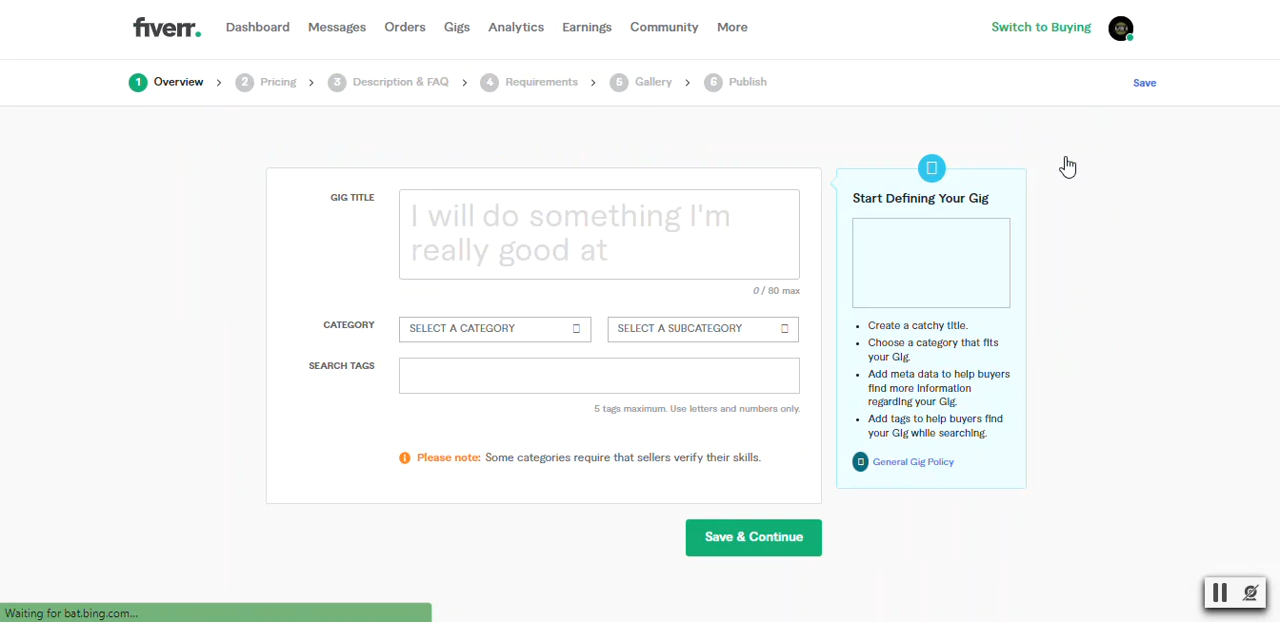 fiverr. Dashboard Messages Orders Gigs Analytics Earnings Community More Switch to Buying
1 Overview > 2 Pricing > 3 Description & FAQ > 4 Requirements > 5 Gallery > 6 Publish Save
GIG TITLE
I will do something I'm
really good at
0 / 80 max
CATEGORY
SELECT A CATEGORY
SELECT A SUBCATEGORY
SEARCH TAGS
5 tags maximum. Use letters and numbers only.
Please note: Some categories require that sellers verify their skills.
Save & Continue
Start Defining Your Gig
• Create a catchy title.
• Choose a category that fits
your Gig.
• Add meta data to help buyers
find more information
regarding your Gig.
• Add tags to help buyers find
your Gig while searching.
General Gig Policy
Waiting for bat.bing.com...